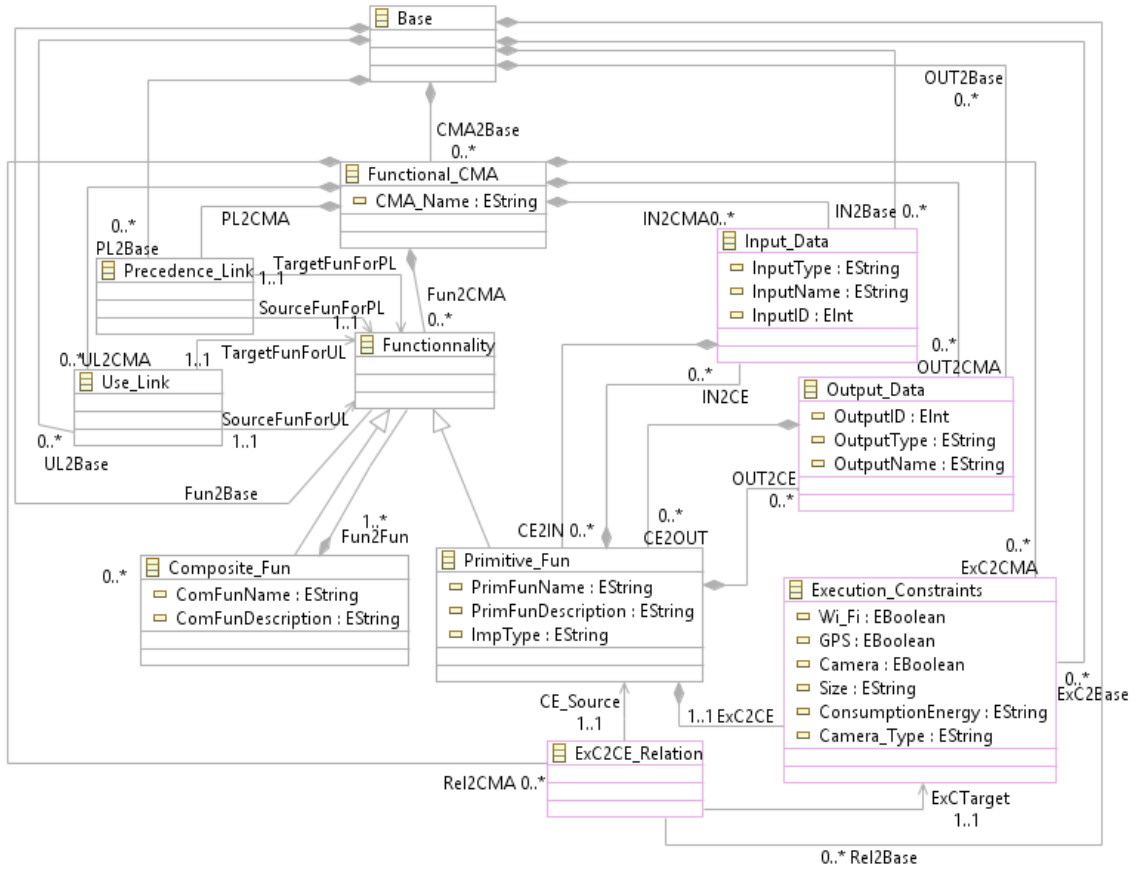 Base
OUT2Base
0..*
CMA2Base
0..*
Functional_CMA
CMA_Name : EString
PL2CMA
0..*
PL2Base
IN2CMA0..*
IN2Base 0..*
Input_Data
InputType : EString
InputName : EString
InputID : EInt
Precedence_Link
TargetFunForPL
1..1
SourceFunForPL
1..1
Fun2CMA
0..*
Functionnality
0..*
UL2CMA
1..1
TargetFunForUL
Use_Link
SourceFunForUL
1..1
0..*
UL2Base
0..*
IN2CE
0..*
OUT2CMA
Output_Data
OutputID : EInt
OutputType : EString
OutputName : EString
OUT2CE
0..*
Fun2Base
1..*
Fun2Fun
CE2IN 0..*
0..*
CE2OUT
0..*
ExC2CMA
0..*
Composite_Fun
ComFunName : EString
ComFunDescription : EString
Primitive_Fun
PrimFunName : EString
PrimFunDescription : EString
ImpType : EString
Execution_Constraints
Wi_Fi : EBoolean
GPS : EBoolean
Camera : EBoolean
Size : EString
ConsumptionEnergy : EString
Camera_Type : EString
0..*
ExC2Base
CE_Source
1..1
1..1 ExC2CE
ExC2CE_Relation
Rel2CMA 0..*
ExCTarget
1..1
0..* Rel2Base